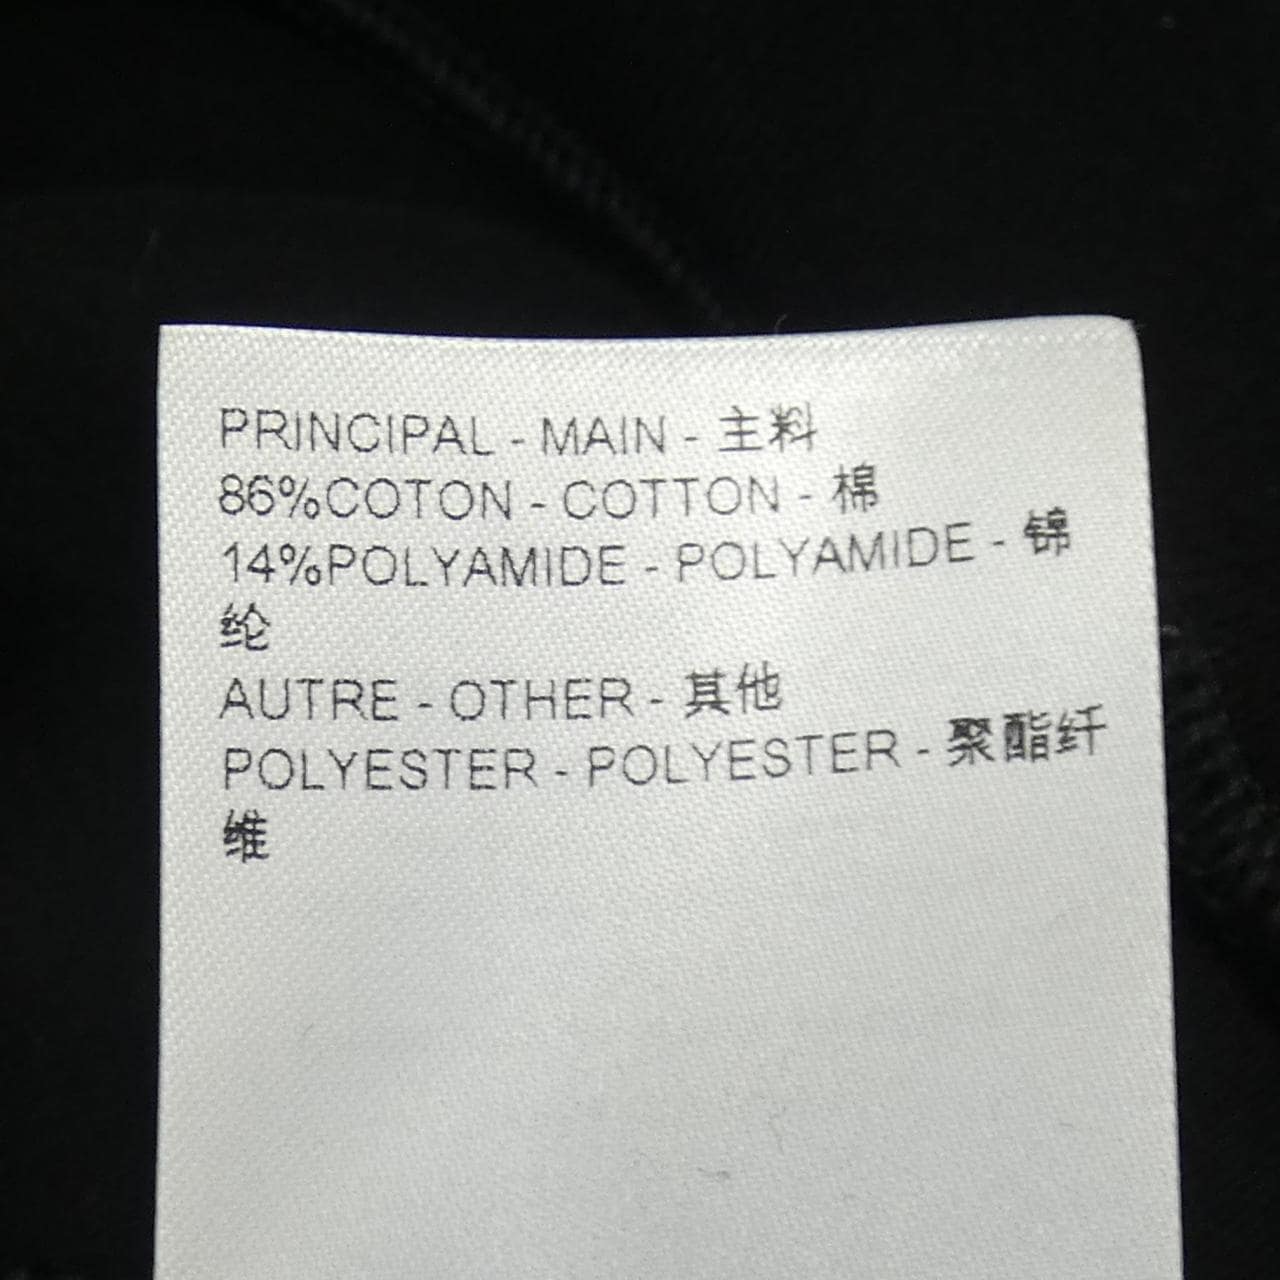 PRINCIPAL - MAIN - 主料
86%COTON - COTTON - 棉
14%POLYAMIDE - POLYAMIDE - 锦
纶
AUTRE - OTHER - 其他
POLYESTER - POLYESTER - 聚酯纤
维